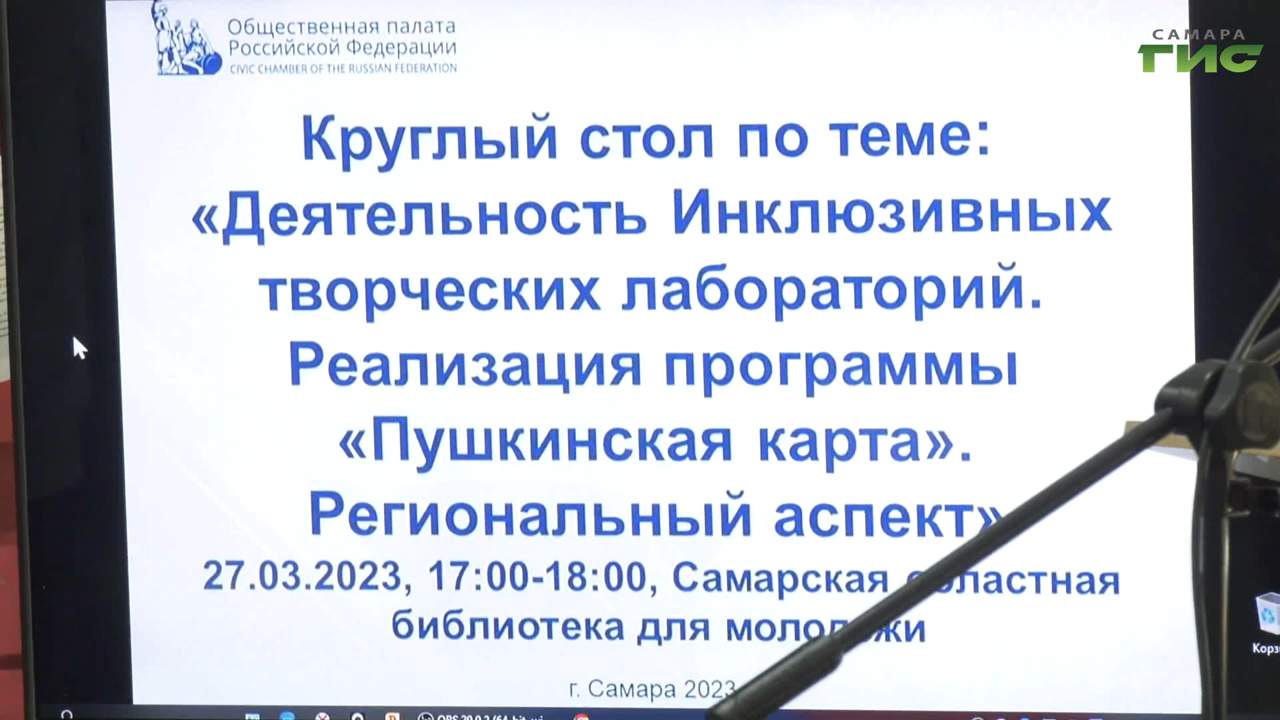 Общественная палата
Российской Федерации
CIVIC CHAMBER OF THE RUSSIAN FEDERATION
САМАРА
ГИС
Круглый стол по теме:
«Деятельность Инклюзивных
творческих лабораторий.
Реализация программы
«Пушкинская карта».
Региональный аспект»
27.03.2023, 17:00-18:00, Самарская областная
библиотека для молодежи
г. Самара 2023